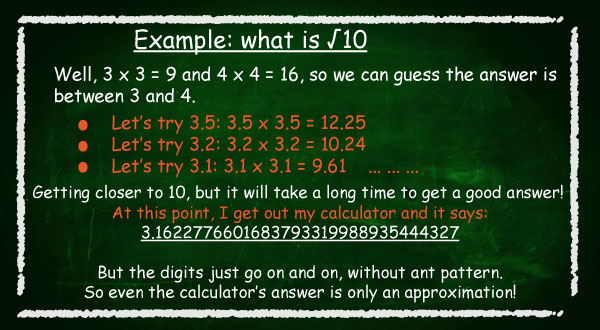 Example: what is √10
Well, 3 x 3 = 9 and 4 x 4 = 16, so we can guess the answer is
between 3 and 4.
● Let's try 3.5: 3.5 x 3.5 = 12.25
● Let's try 3.2: 3.2 x 3.2 = 10.24
● Let's try 3.1: 3.1 x 3.1 = 9.61 ... ... ...
Getting closer to 10, but it will take a long time to get a good answer!
At this point, I get out my calculator and it says:
3.1622776601683793319988935444327
But the digits just go on and on, without ant pattern.
So even the calculator's answer is only an approximation!